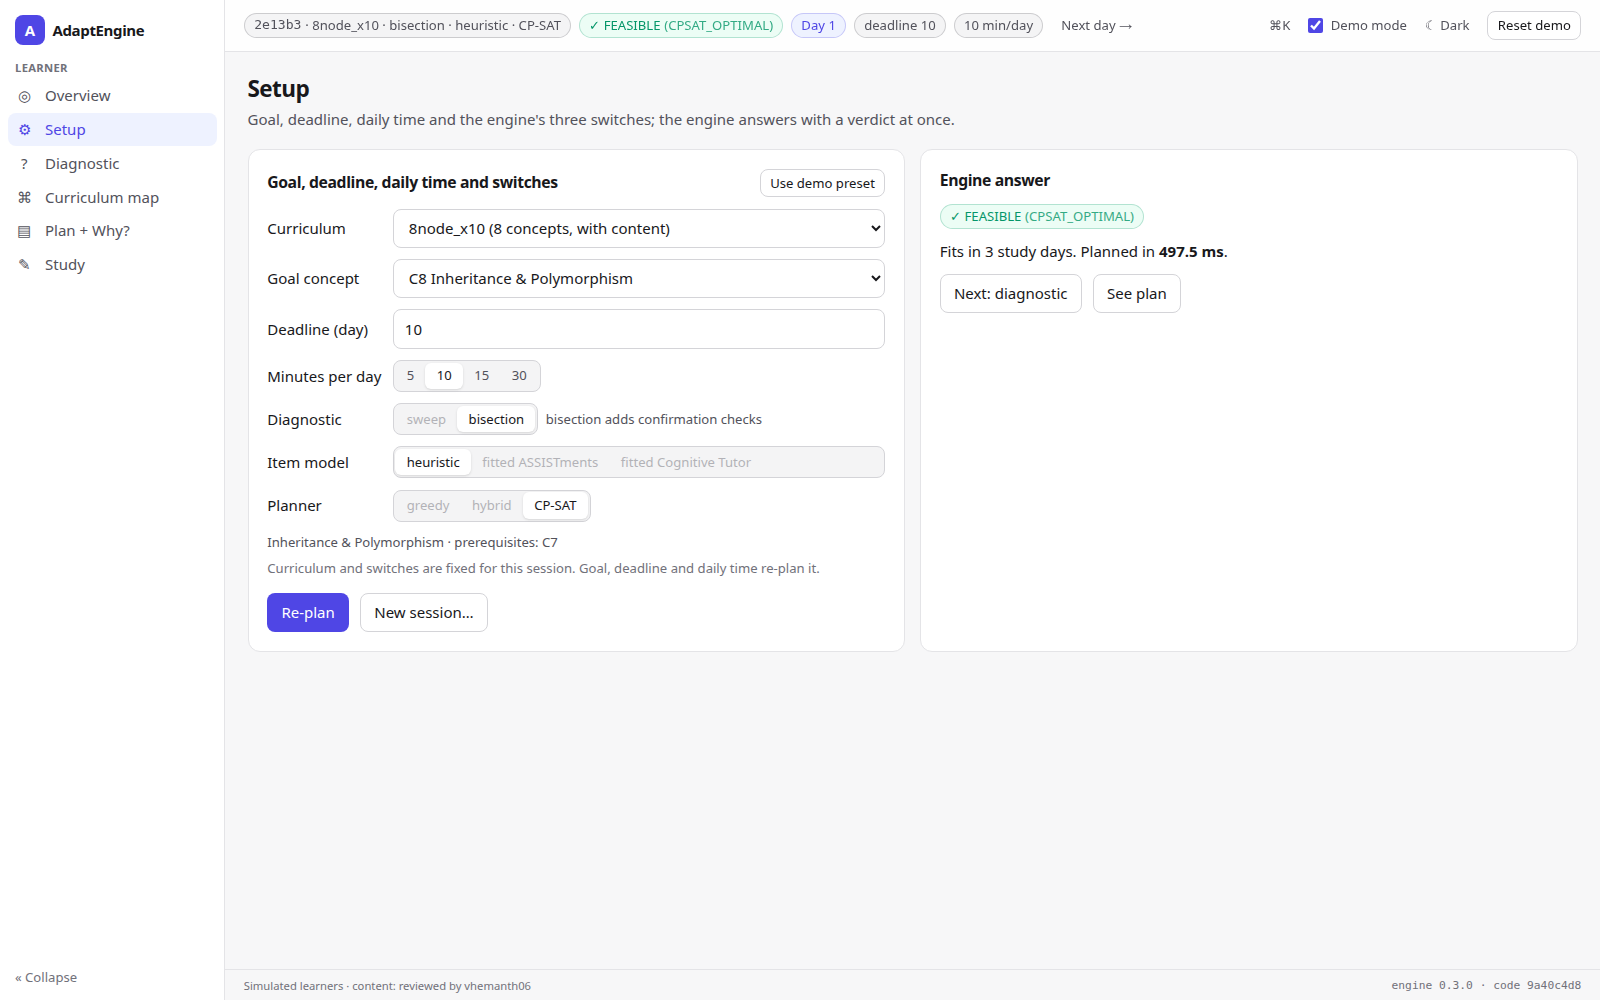 A AdaptEngine
LEARNER
◎ Overview
⚙ Setup
? Diagnostic
⌘ Curriculum map
▤ Plan + Why?
✎ Study
« Collapse
2e13b3 · 8node_x10 · bisection · heuristic · CP-SAT
✓ FEASIBLE (CPSAT_OPTIMAL)
Day 1
deadline 10
10 min/day
Next day →
⌘K
Demo mode
☾ Dark
Reset demo
Setup
Goal, deadline, daily time and the engine's three switches; the engine answers with a verdict at once.
Goal, deadline, daily time and switches
Use demo preset
Curriculum 8node_x10 (8 concepts, with content)
Goal concept C8 Inheritance & Polymorphism
Deadline (day) 10
Minutes per day 5 10 15 30
Diagnostic sweep bisection bisection adds confirmation checks
Item model heuristic fitted ASSISTments fitted Cognitive Tutor
Planner greedy hybrid CP-SAT
Inheritance & Polymorphism · prerequisites: C7
Curriculum and switches are fixed for this session. Goal, deadline and daily time re-plan it.
Re-plan New session…
Engine answer
✓ FEASIBLE (CPSAT_OPTIMAL)
Fits in 3 study days. Planned in 497.5 ms.
Next: diagnostic See plan
Simulated learners · content: reviewed by vhemanth06
engine 0.3.0 · code 9a40c4d8